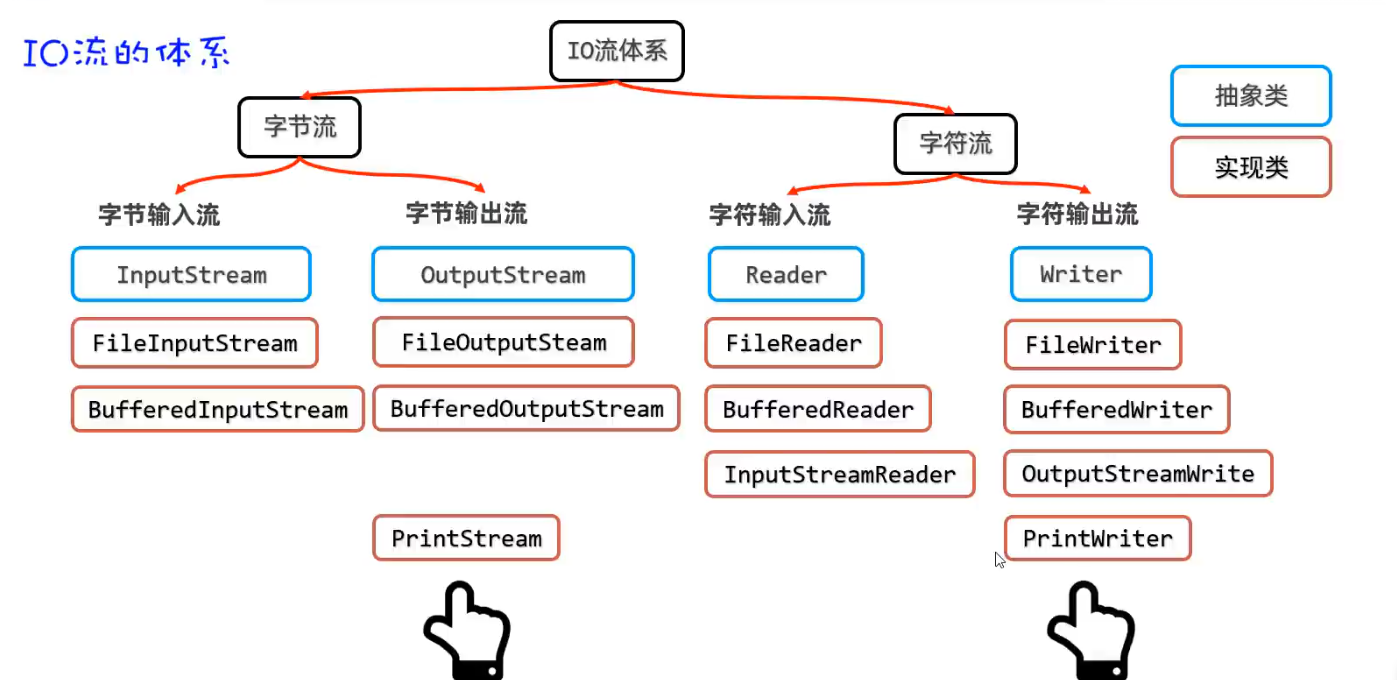 IO流的体系
IO流体系
抽象类
字节流
字符流
实现类
字节输入流
字节输出流
字符输入流
字符输出流
InputStream
OutputStream
Reader
Writer
FileInputStream
FileOutputSteam
FileReader
FileWriter
BufferedInputStream
BufferedOutputStream
BufferedReader
BufferedWriter
InputStreamReader
OutputStreamWrite
PrintStream
PrintWriter